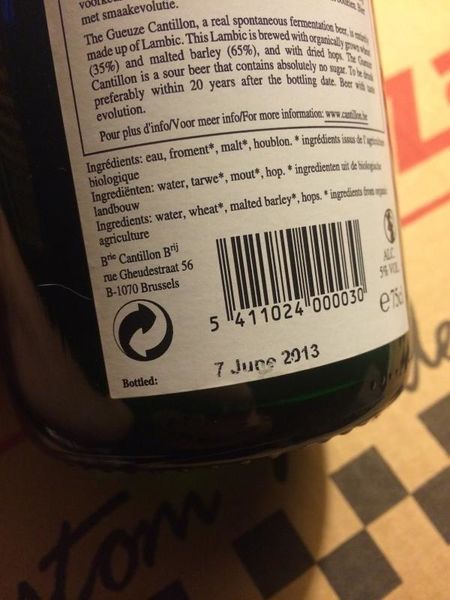 met smaakevolutie.
The Gueuze Cantillon, a real spontaneous fermentation beer, is entirely
made up of Lambic. This Lambic is brewed with organically grown wheat
(35%) and malted barley (65%), and with dried hops. The Gueuze
Cantillon is a sour beer that contains absolutely no sugar. To be drunk
preferably within 20 years after the bottling date. Beer with taste
evolution.
Pour plus d'info/Voor meer info/For more information: www.cantillon.be
Ingrédients: eau, froment*, malt*, houblon. * ingrédients issus de l'agriculture
biologique
Ingrediënten: water, tarwe*, mout*, hop. * ingredienten uit de biologische
landbouw
Ingredients: water, wheat*, malted barley*, hops. * ingredients from organic
agriculture
Brie Cantillon Brij
rue Gheudestraat 56
B-1070 Brussels
ALC.
5% VOL.
e 75cl
5 411024 000030
Bottled:
7 June 2013
stom